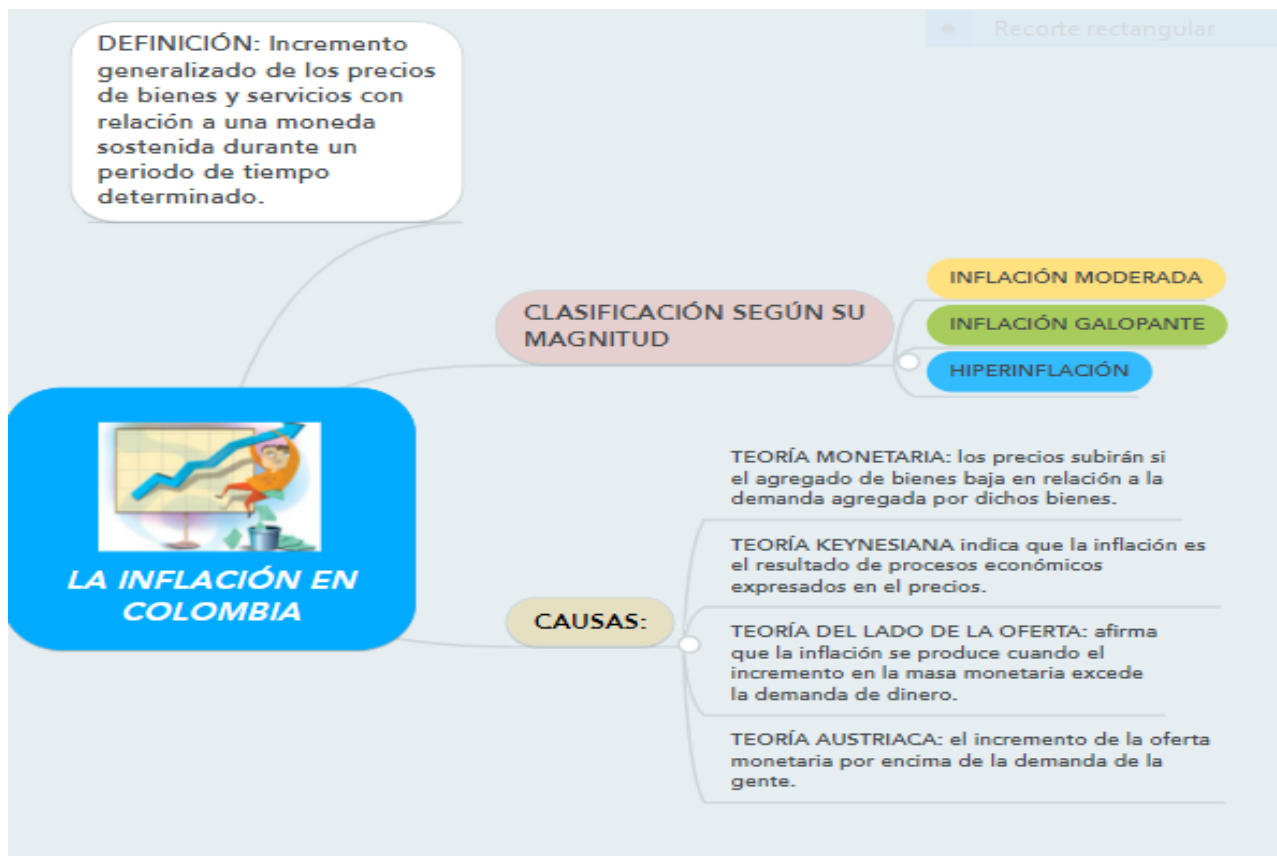 Recorte rectangular
DEFINICIÓN: Incremento
generalizado de los precios
de bienes y servicios con
relación a una moneda
sostenida durante un
periodo de tiempo
determinado.
CLASIFICACIÓN SEGÚN SU
MAGNITUD
INFLACIÓN MODERADA
INFLACIÓN GALOPANTE
HIPERINFLACIÓN
LA INFLACIÓN EN
COLOMBIA
CAUSAS:
TEORÍA MONETARIA: los precios subirán si
el agregado de bienes baja en relación a la
demanda agregada por dichos bienes.
TEORÍA KEYNESIANA indica que la inflación es
el resultado de procesos económicos
expresados en el precios.
TEORÍA DEL LADO DE LA OFERTA: afirma
que la inflación se produce cuando el
incremento en la masa monetaria excede
la demanda de dinero.
TEORÍA AUSTRIACA: el incremento de la oferta
monetaria por encima de la demanda de la
gente.